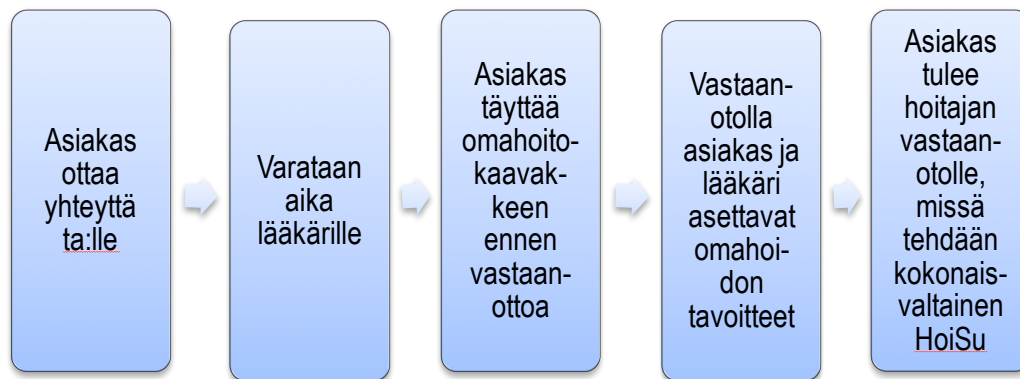 Asiakas
ottaa
yhteyttä
ta:lle
Varataan
aika
lääkärille
Asiakas
täyttää
omahoito-
kaavak-
keen
ennen
vastaan-
ottoa
Vastaan-
otolla
asiakas ja
lääkäri
asettavat
omahoi-
don
tavoitteet
Asiakas
tulee
hoitajan
vastaan-
otolle,
missä
tehdään
kokonais-
valtainen
HoiSu